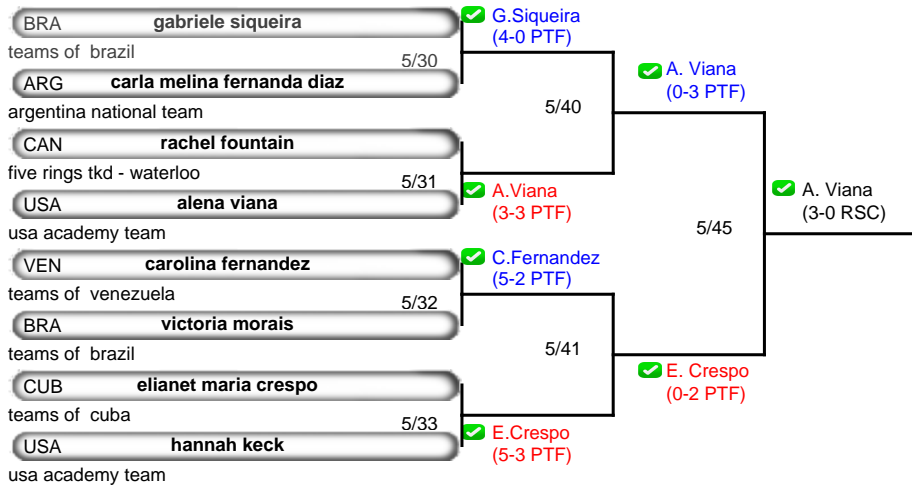 BRA gabriele siqueira
teams of brazil
5/30
ARG carla melina fernanda diaz
argentina national team
G.Siqueira
(4-0 PTF)
CAN rachel fountain
five rings tkd - waterloo
5/31
USA alena viana
usa academy team
A.Viana
(3-3 PTF)
5/40
A. Viana
(0-3 PTF)
VEN carolina fernandez
teams of venezuela
5/32
BRA victoria morais
teams of brazil
C.Fernandez
(5-2 PTF)
CUB elianet maria crespo
teams of cuba
5/33
USA hannah keck
usa academy team
E.Crespo
(5-3 PTF)
5/41
E. Crespo
(0-2 PTF)
5/45
A. Viana
(3-0 RSC)